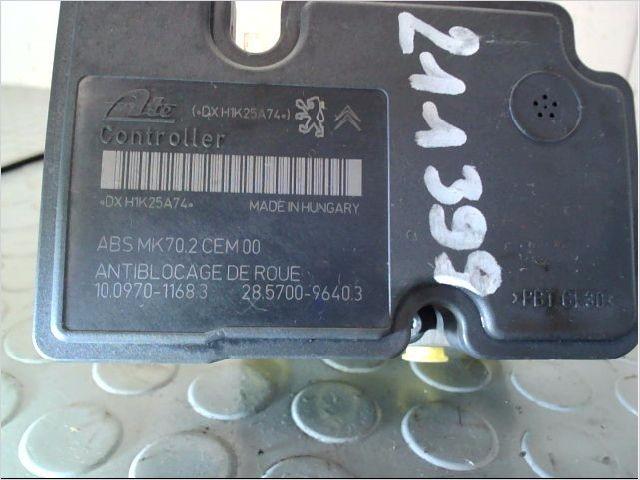 Ate
(«DX H1K25A74»)
Controller
«DX H1K25A74»
MADE IN HUNGARY
ABS MK70.2 CEM 00
ANTIBLOCAGE DE ROUE
10.0970-1168.3 28.5700-9640.3
>PBT GF30<